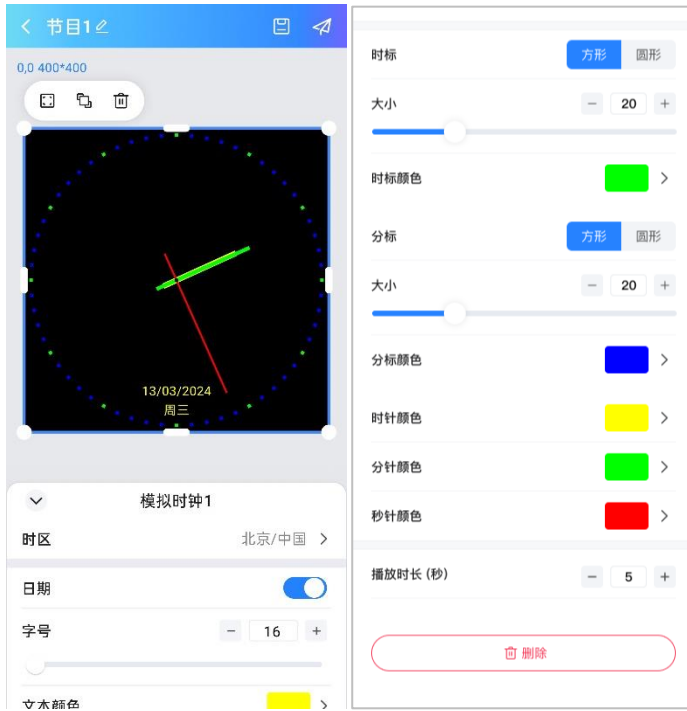 节目1
0,0 400*400
13/03/2024
周三
模拟时钟1
时区 北京/中国
日期
字号 - 16 +
文本颜色
时标 方形 圆形
大小 - 20 +
时标颜色
分标 方形 圆形
大小 - 20 +
分标颜色
时针颜色
分针颜色
秒针颜色
播放时长 (秒) - 5 +
删除